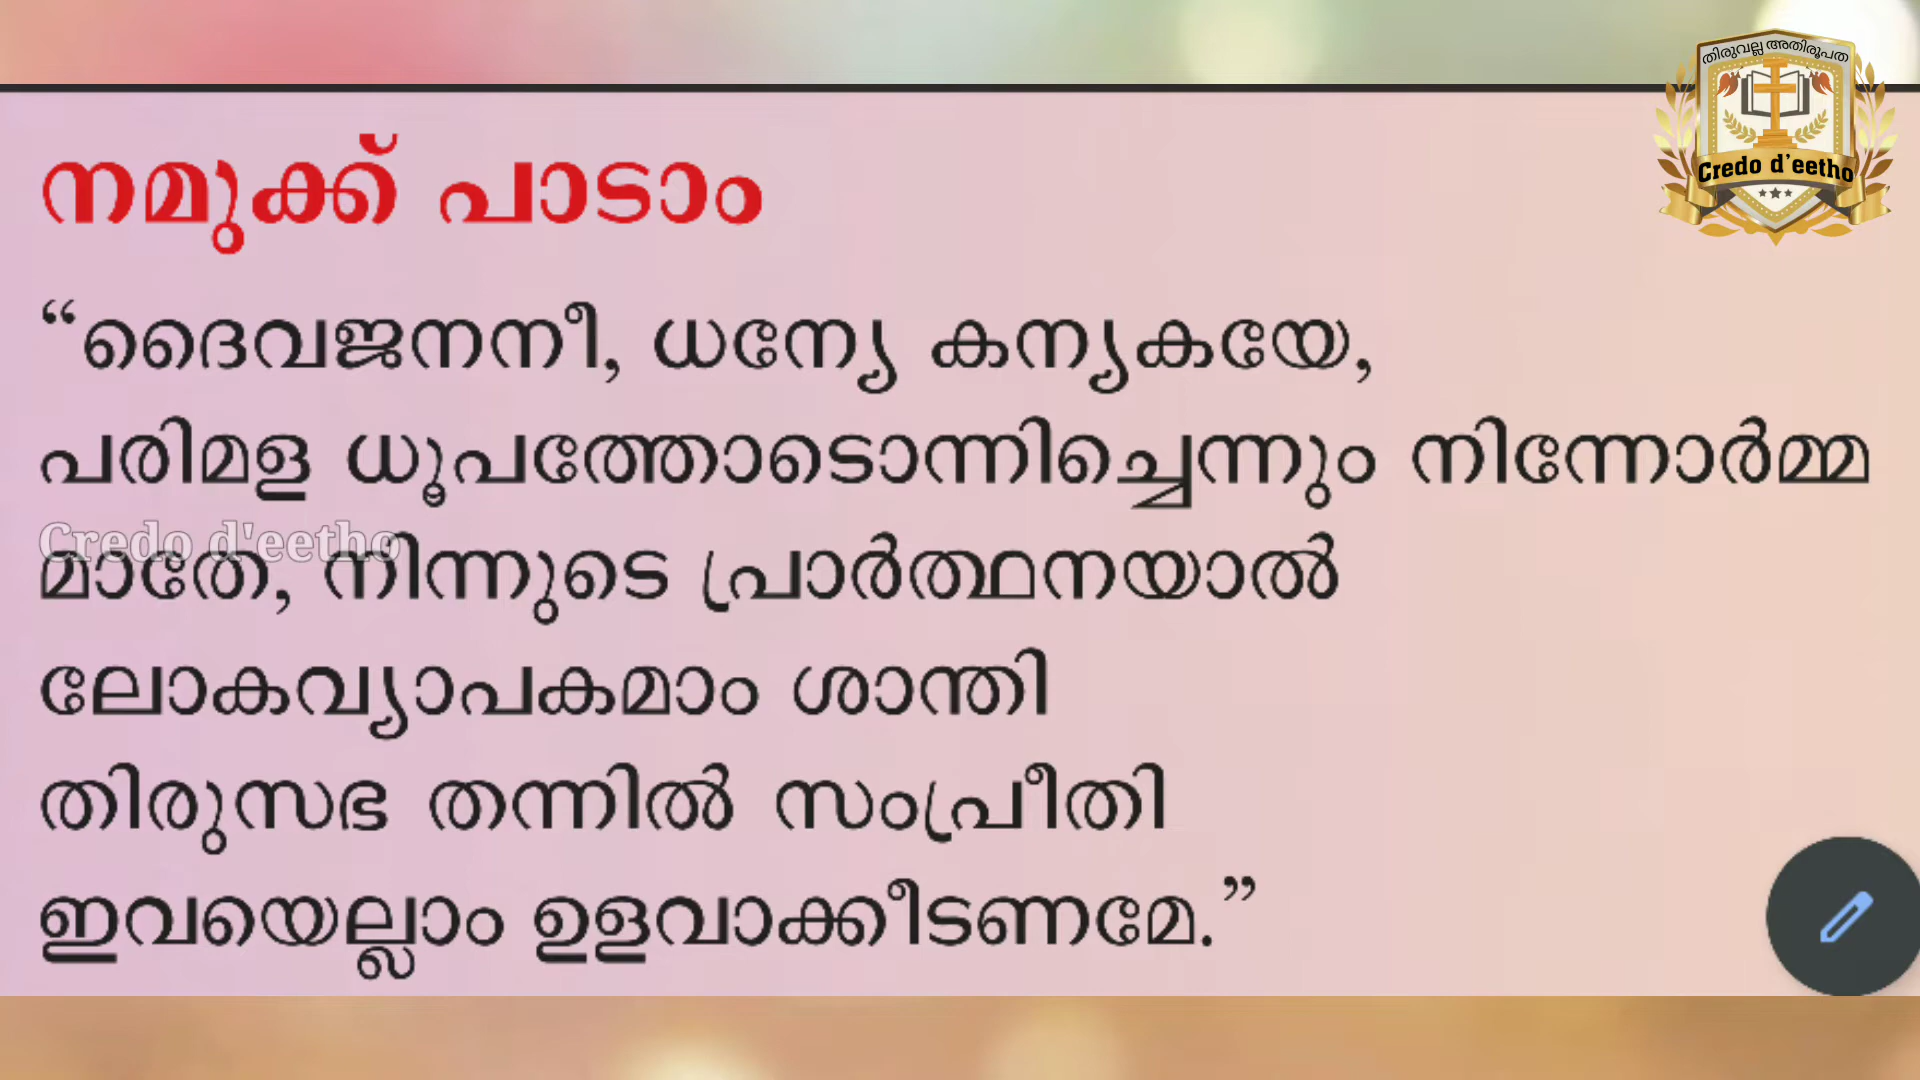 തിരുവല്ല അതിരൂപത
Credo d'eetho
നമുക്ക് പാടാം
“ദൈവജനനീ, ധന്യേ കന്യകയേ,
പരിമള ധൂപത്തോടൊന്നിച്ചെന്നും നിന്നോർമ്മ
Credo d'eetho
മാതേ, നിന്നുടെ പ്രാർത്ഥനയാൽ
ലോകവ്യാപകമാം ശാന്തി
തിരുസഭ തന്നിൽ സംപ്രീതി
ഇവയെല്ലാം ഉളവാക്കീടണമേ.”